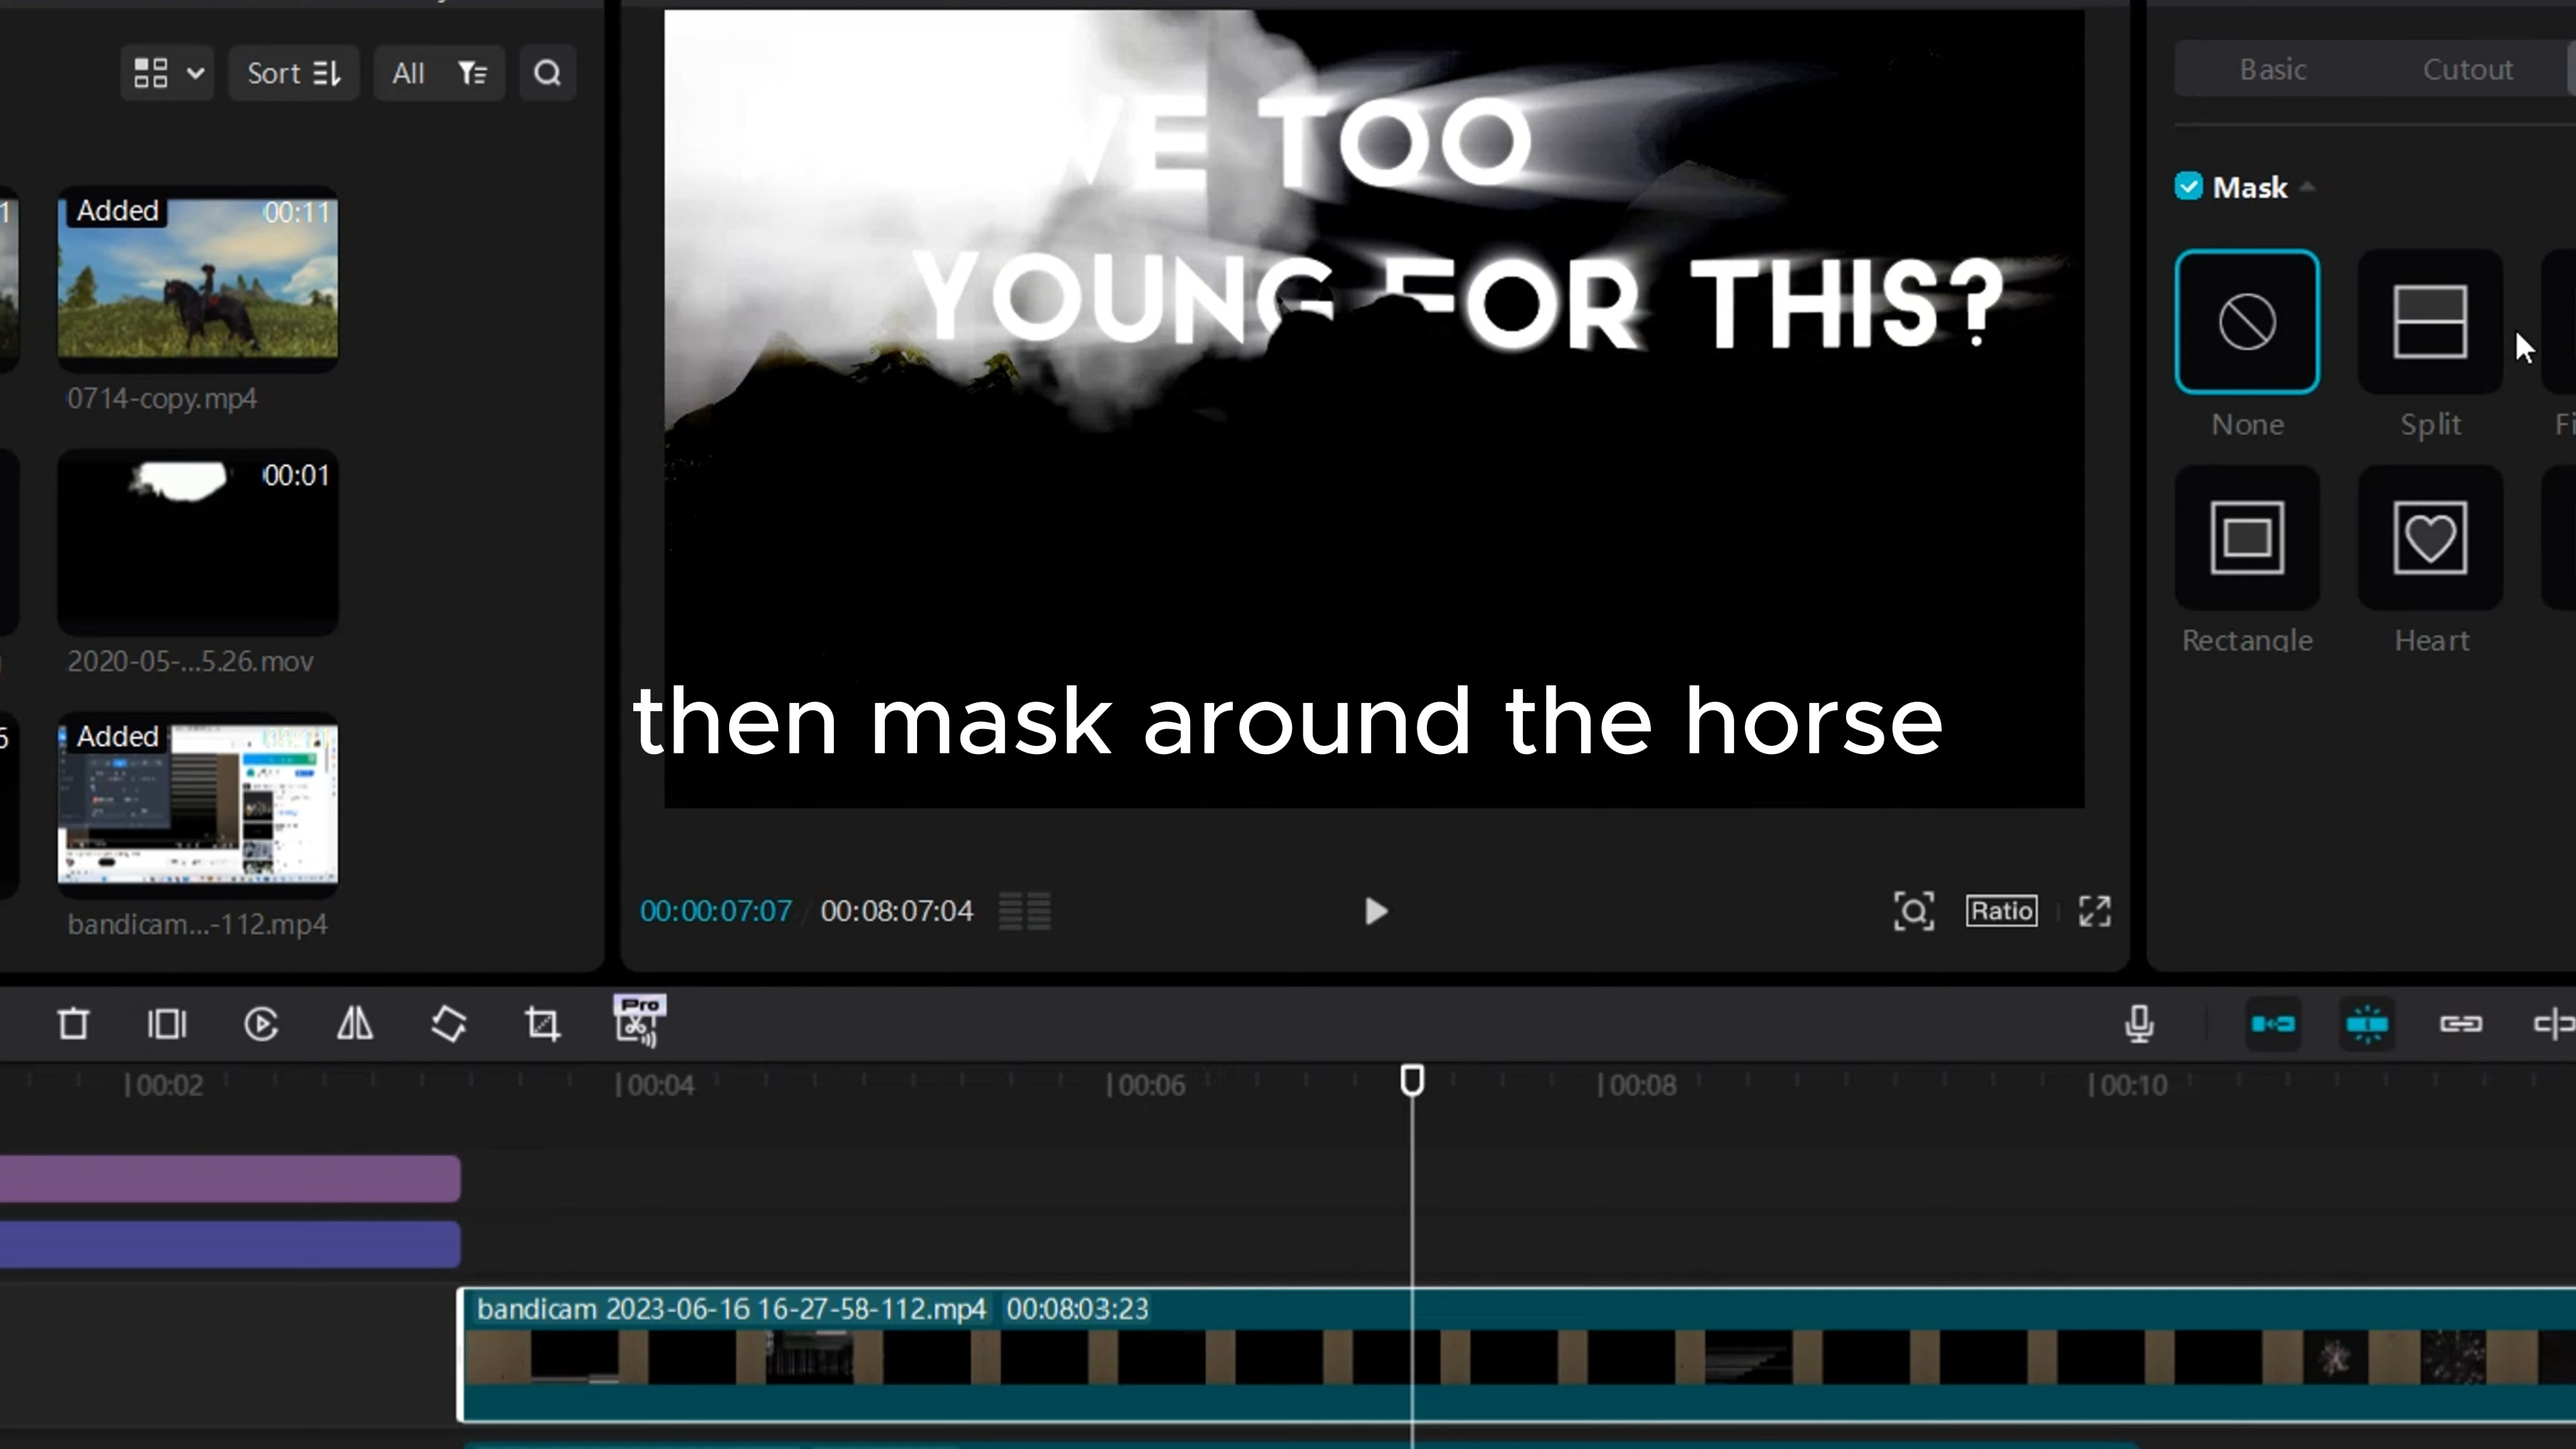 Sort
All
Basic
Cutout
Mask
None
Split
Rectangle
Heart
Added
00:11
0714-copy.mp4
00:01
2020-05-...5.26.mov
Added
bandicam...-112.mp4
VE TOO
YOUNG FOR THIS?
then mask around the horse
00:00:07:07 / 00:08:07:04
Ratio
Pro
00:02
00:04
00:06
00:08
00:10
bandicam 2023-06-16 16-27-58-112.mp4 00:08:03:23